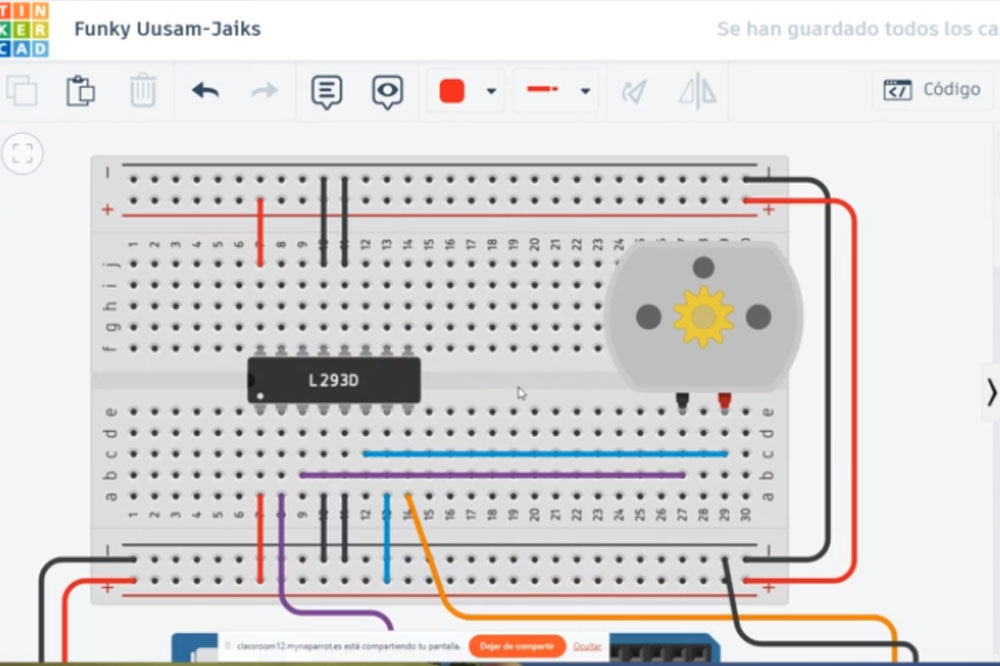 TIN
KER
CAD
Funky Uusam-Jaiks
Se han guardado todos los ca
Código
+ +
1 2 3 4 5 6 7 8 9 10 11 12 13 14 15 16 17 18 19 20 21 22 23 24 27 28 29 30
j
i
h
g
f
L293D
e e
d d
c c
b b
a a
1 2 3 4 5 6 7 8 9 10 11 12 13 14 15 16 17 18 19 20 21 22 23 24 25 26 27 28 29 30
+ +
classroom12.mynaparrot.es está compartiendo tu pantalla.
Dejar de compartir
Ocultar